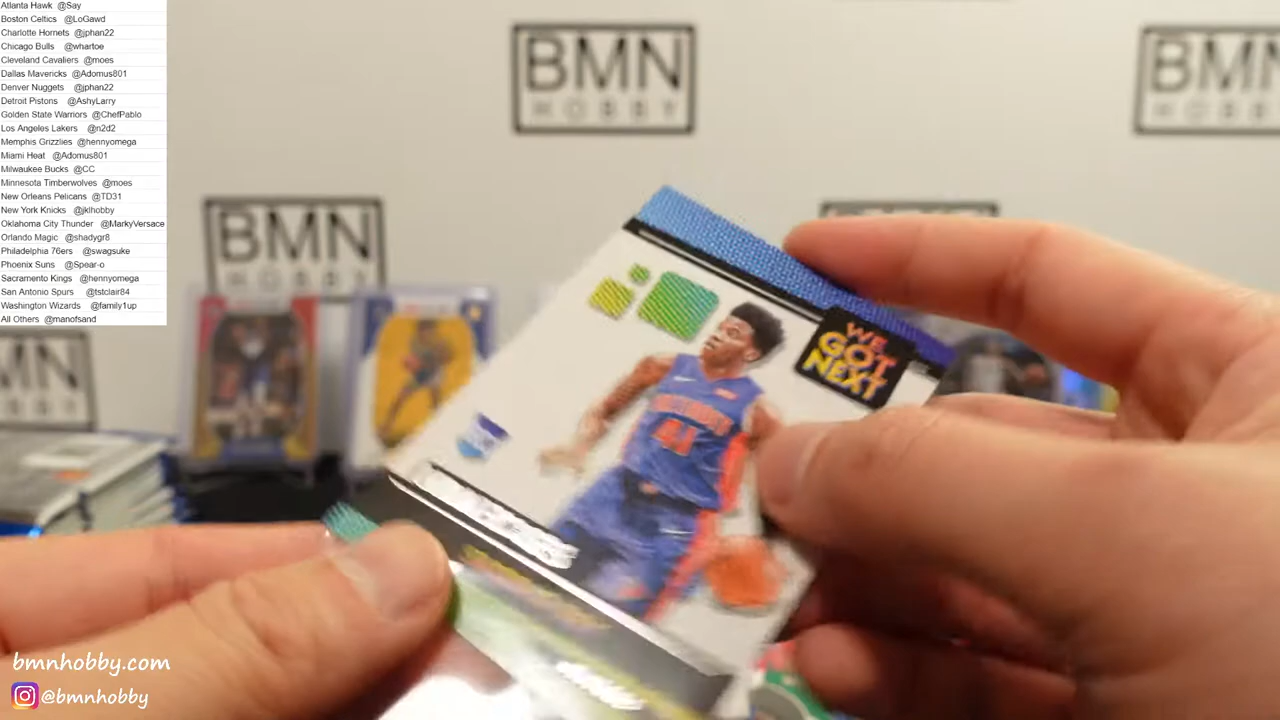 Atlanta Hawk @Say
Boston Celtics @LoGawd
Charlotte Hornets @jphan22
Chicago Bulls @whartoe
Cleveland Cavaliers @moes
Dallas Mavericks @Adomus801
Denver Nuggets @jphan22
Detroit Pistons @AshyLarry
Golden State Warriors @ChefPablo
Los Angeles Lakers @n2d2
Memphis Grizzlies @hennyomega
Miami Heat @Adomus801
Milwaukee Bucks @CC
Minnesota Timberwolves @moes
New Orleans Pelicans @TD31
New York Knicks @jklhobby
Oklahoma City Thunder @MarkyVersace
Orlando Magic @shadygr8
Philadelphia 76ers @swagsuke
Phoenix Suns @Spear-o
Sacramento Kings @hennyomega
San Antonio Spurs @tstclair84
Washington Wizards @family1up
All Others @manofsand
BMN
HOBBY
BMN
HOBBY
BMN
HOBBY
WE
GOT
NEXT
bmnhobby.com
@bmnhobby